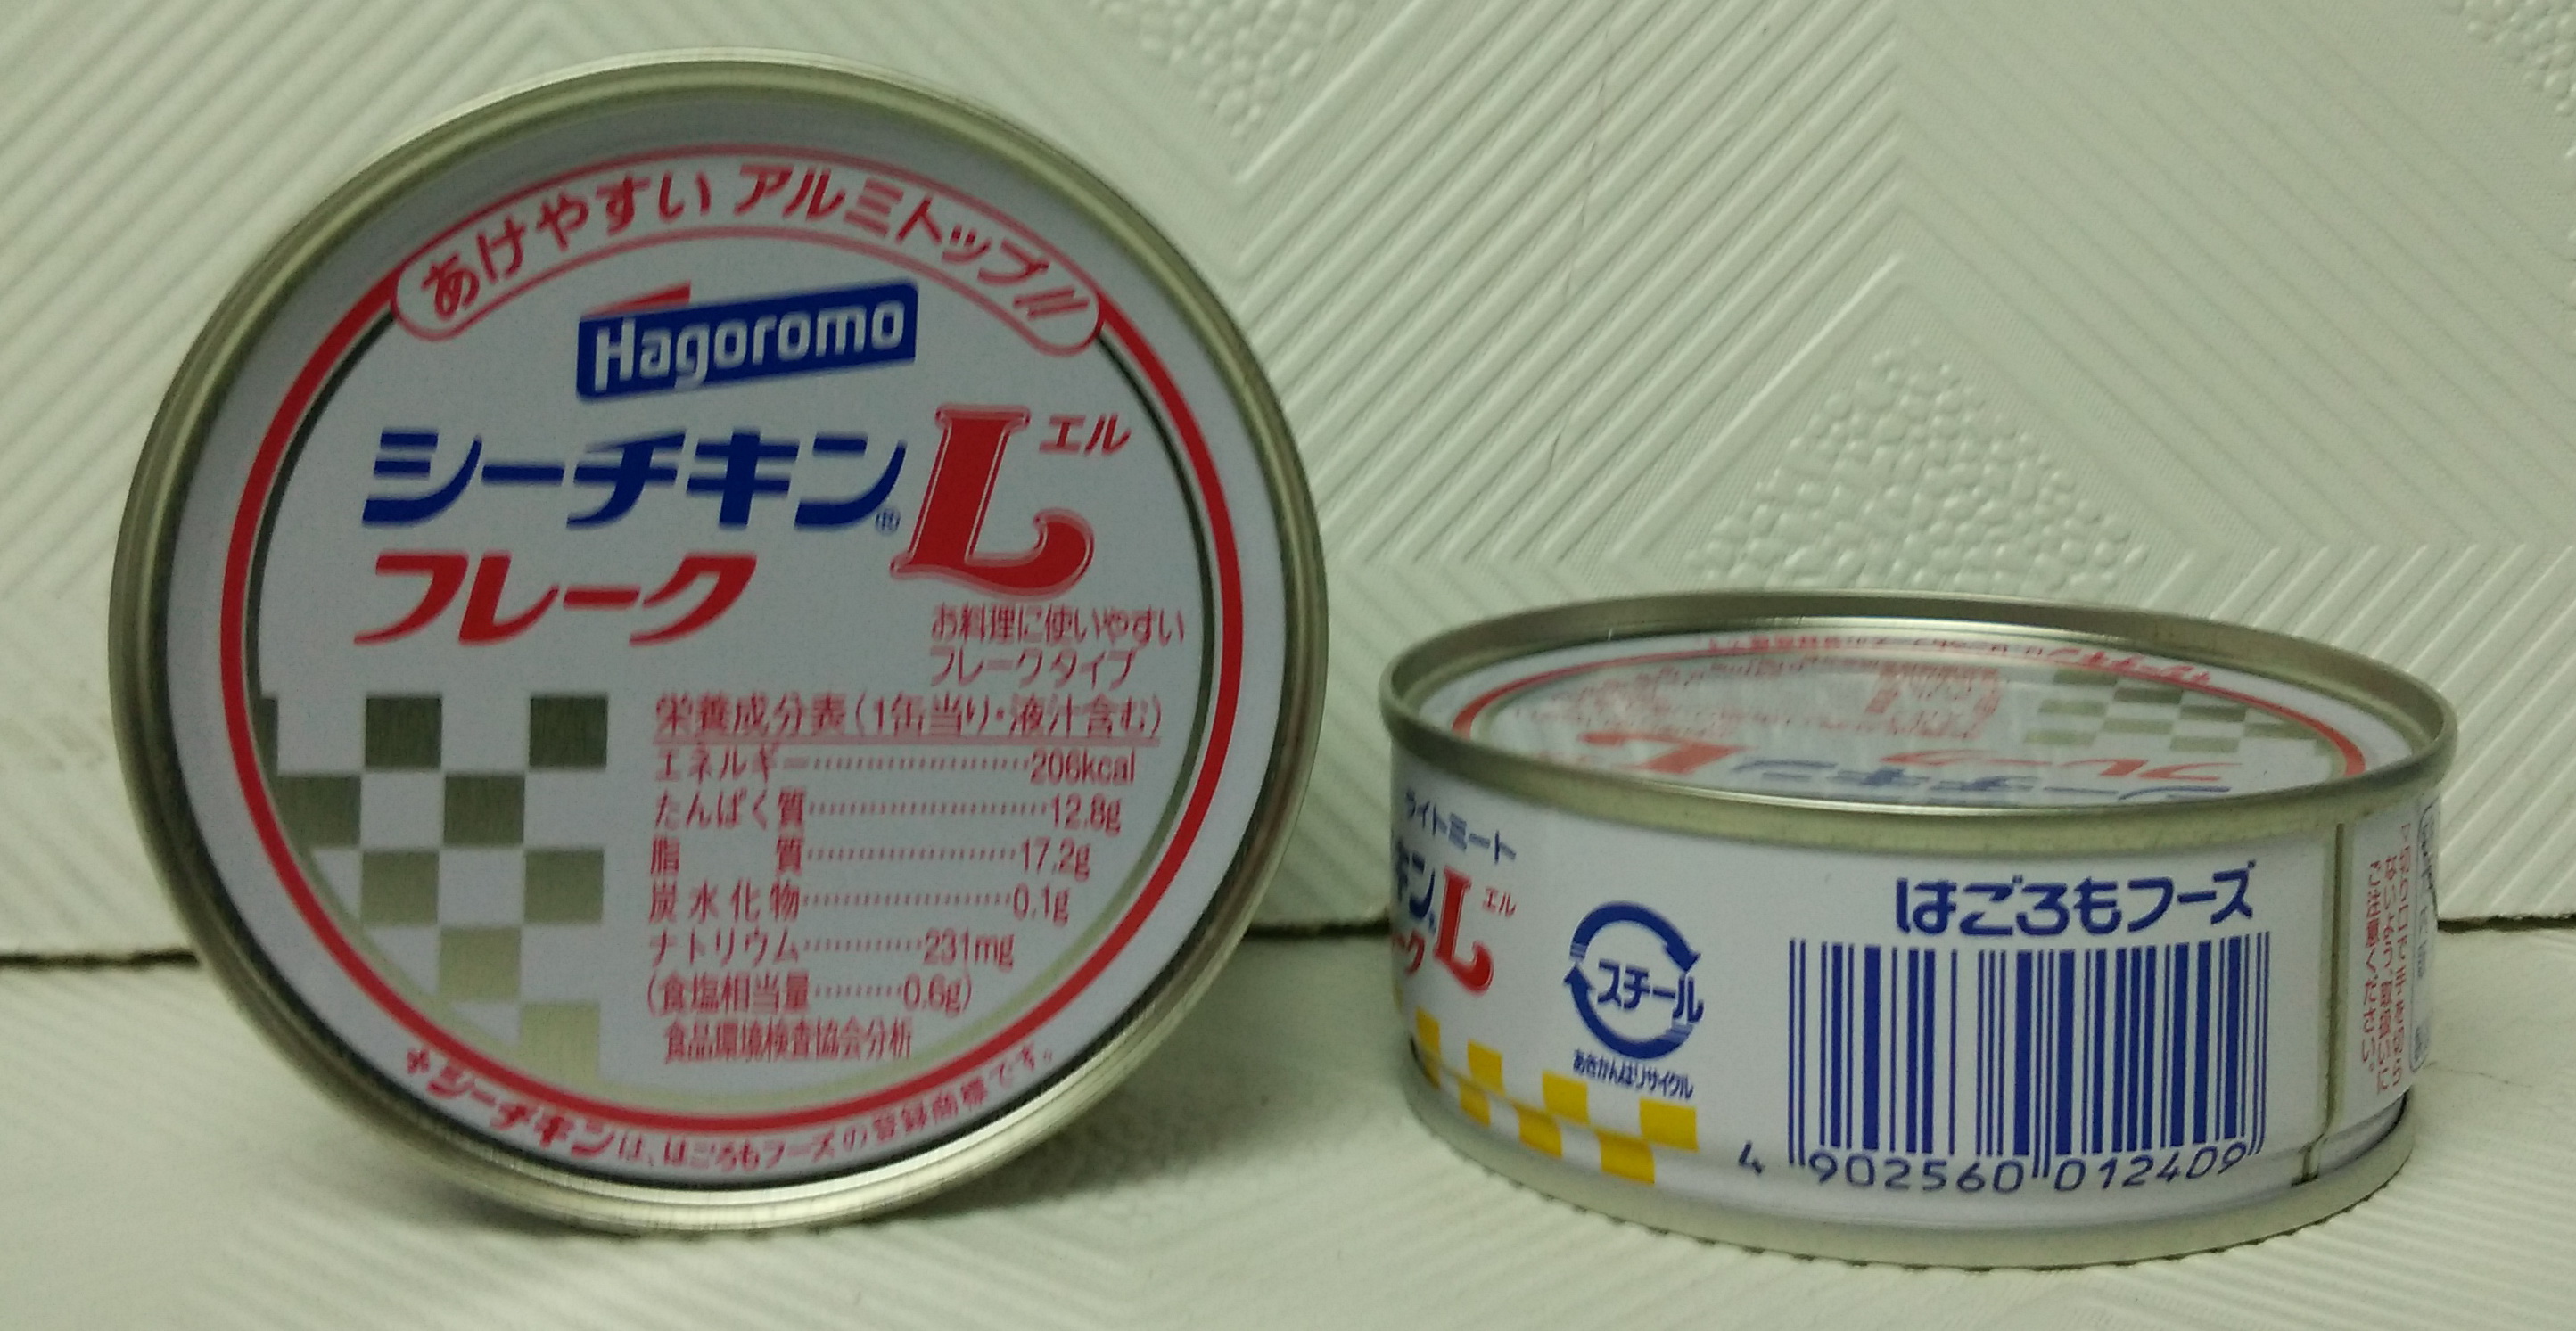 あけやすい アルミトップ//
Hagoromo
シーチキン® L エル
フレーク
お料理に使いやすい
フレークタイプ
栄養成分表(1缶当り・液汁含む)
エネルギー……………………206kcal
たんぱく質……………………12.8g
脂質……………………17.2g
炭水化物……………………0.1g
ナトリウム…………231mg
(食塩相当量………0.6g)
食品環境検査協会分析
*シーチキンは、はごろもフーズの登録商標です。
ライトミート
キン® L エル
ーク
スチール
あきかんはリサイクル
はごろもフーズ
4 902560 012409
シーチキン L
フレーク